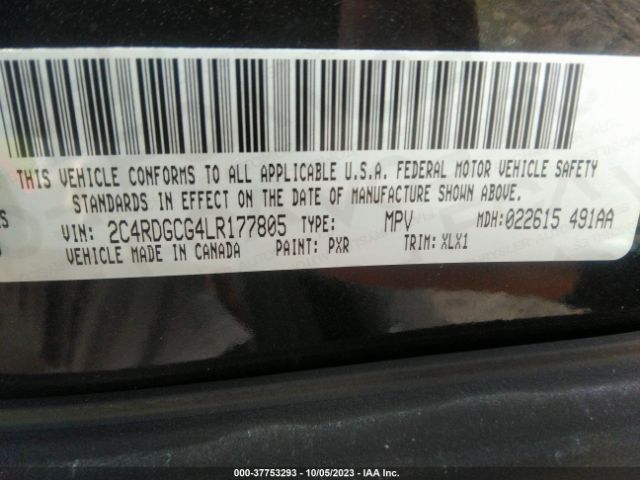 THIS VEHICLE CONFORMS TO ALL APPLICABLE U.S.A. FEDERAL MOTOR VEHICLE SAFETY
STANDARDS IN EFFECT ON THE DATE OF MANUFACTURE SHOWN ABOVE.
VIN: 2C4RDGCG4LR177805 TYPE: MPV MDH: 022615 491AA
VEHICLE MADE IN CANADA PAINT: PXR TRIM: XLX1
000-37753293 - 10/05/2023 - IAA Inc.